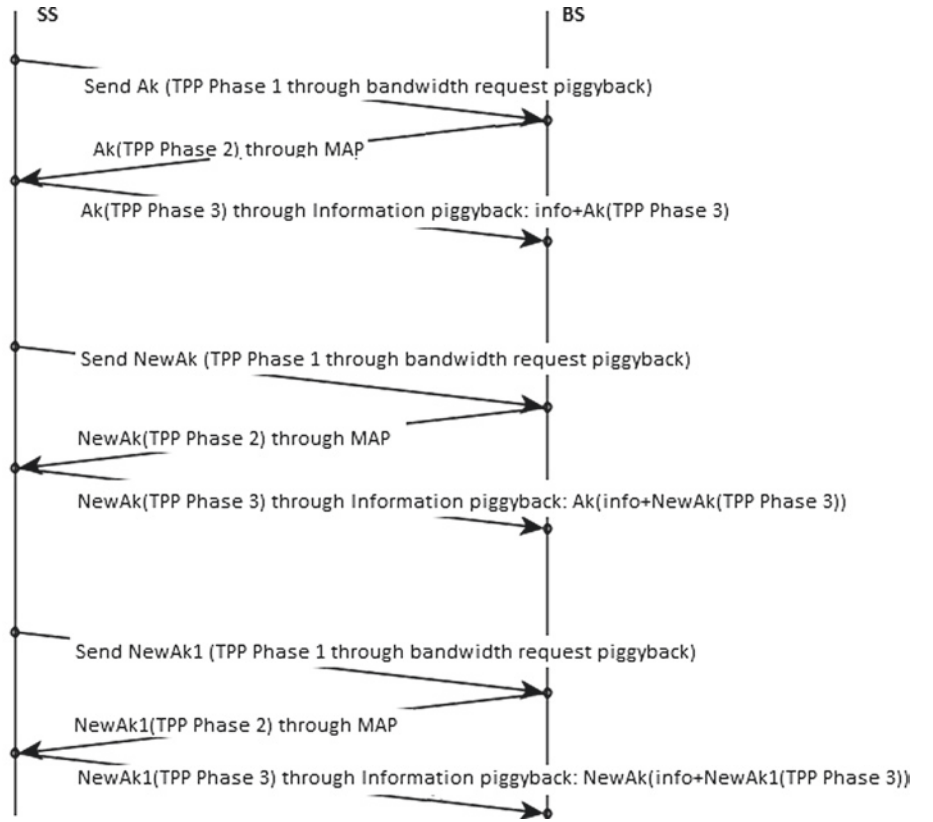 SS BS
Send Ak (TPP Phase 1 through bandwidth request piggyback)
Ak(TPP Phase 2) through MAP
Ak(TPP Phase 3) through Information piggyback: info+Ak(TPP Phase 3)
Send NewAk (TPP Phase 1 through bandwidth request piggyback)
NewAk(TPP Phase 2) through MAP
NewAk(TPP Phase 3) through Information piggyback: Ak(info+NewAk(TPP Phase 3))
Send NewAk1 (TPP Phase 1 through bandwidth request piggyback)
NewAk1(TPP Phase 2) through MAP
NewAk1(TPP Phase 3) through Information piggyback: NewAk(info+NewAk1(TPP Phase 3))